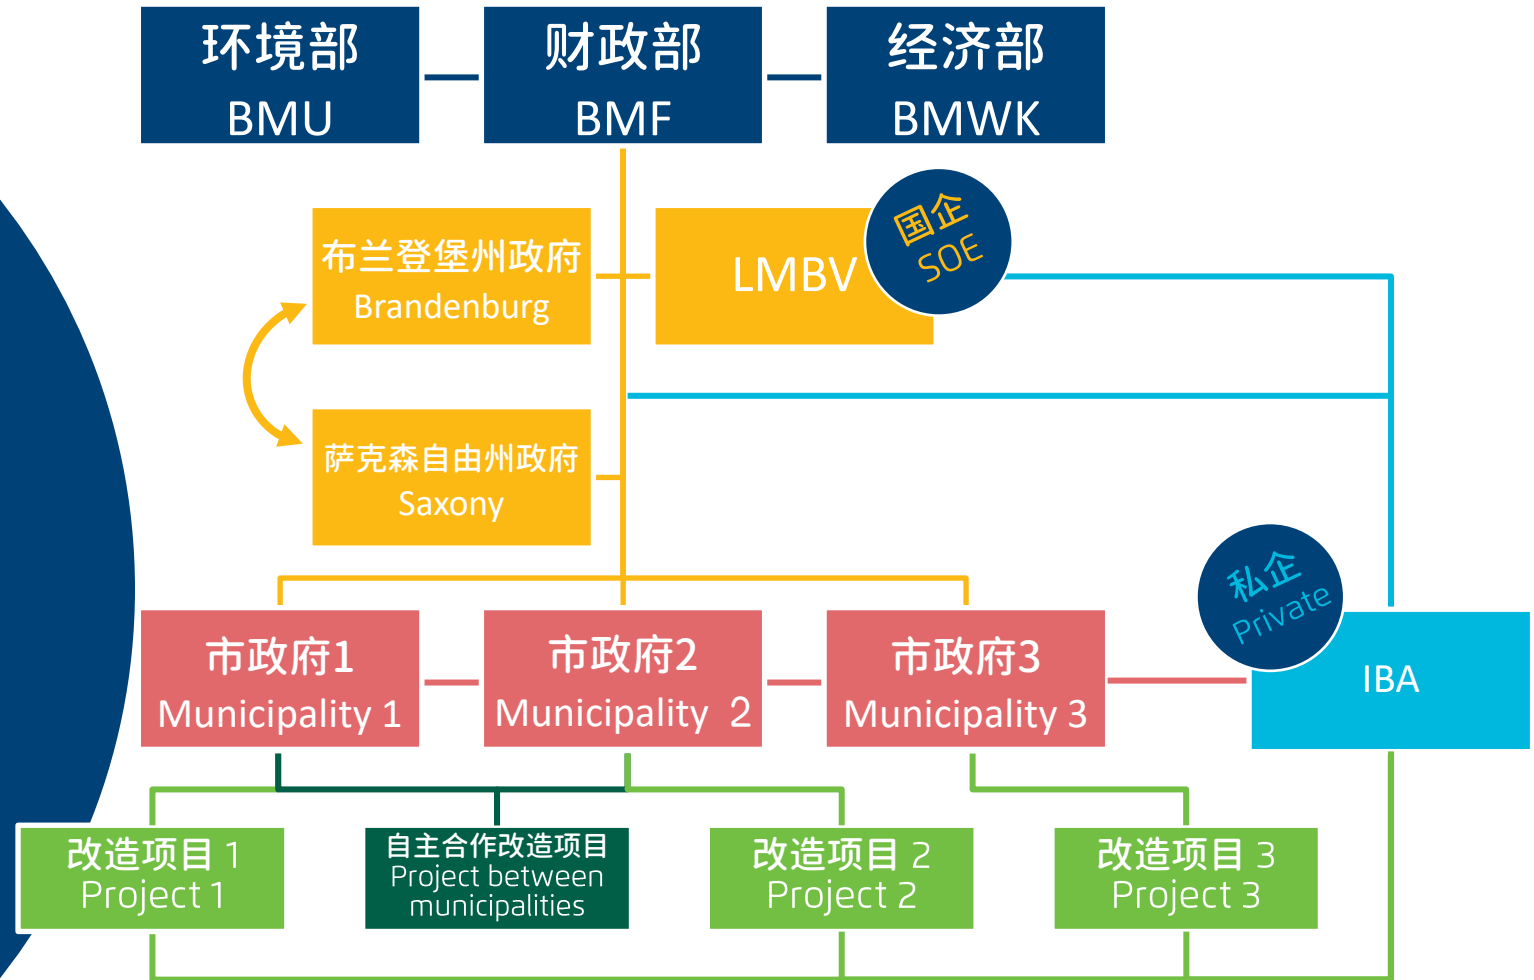 环境部
BMU
财政部
BMF
经济部
BMWK
布兰登堡州政府
Brandenburg
LMBV
国企
SOE
萨克森自由州政府
Saxony
市政府1
Municipality 1
市政府2
Municipality 2
市政府3
Municipality 3
私企
Private
IBA
改造项目 1
Project 1
自主合作改造项目
Project between
municipalities
改造项目 2
Project 2
改造项目 3
Project 3